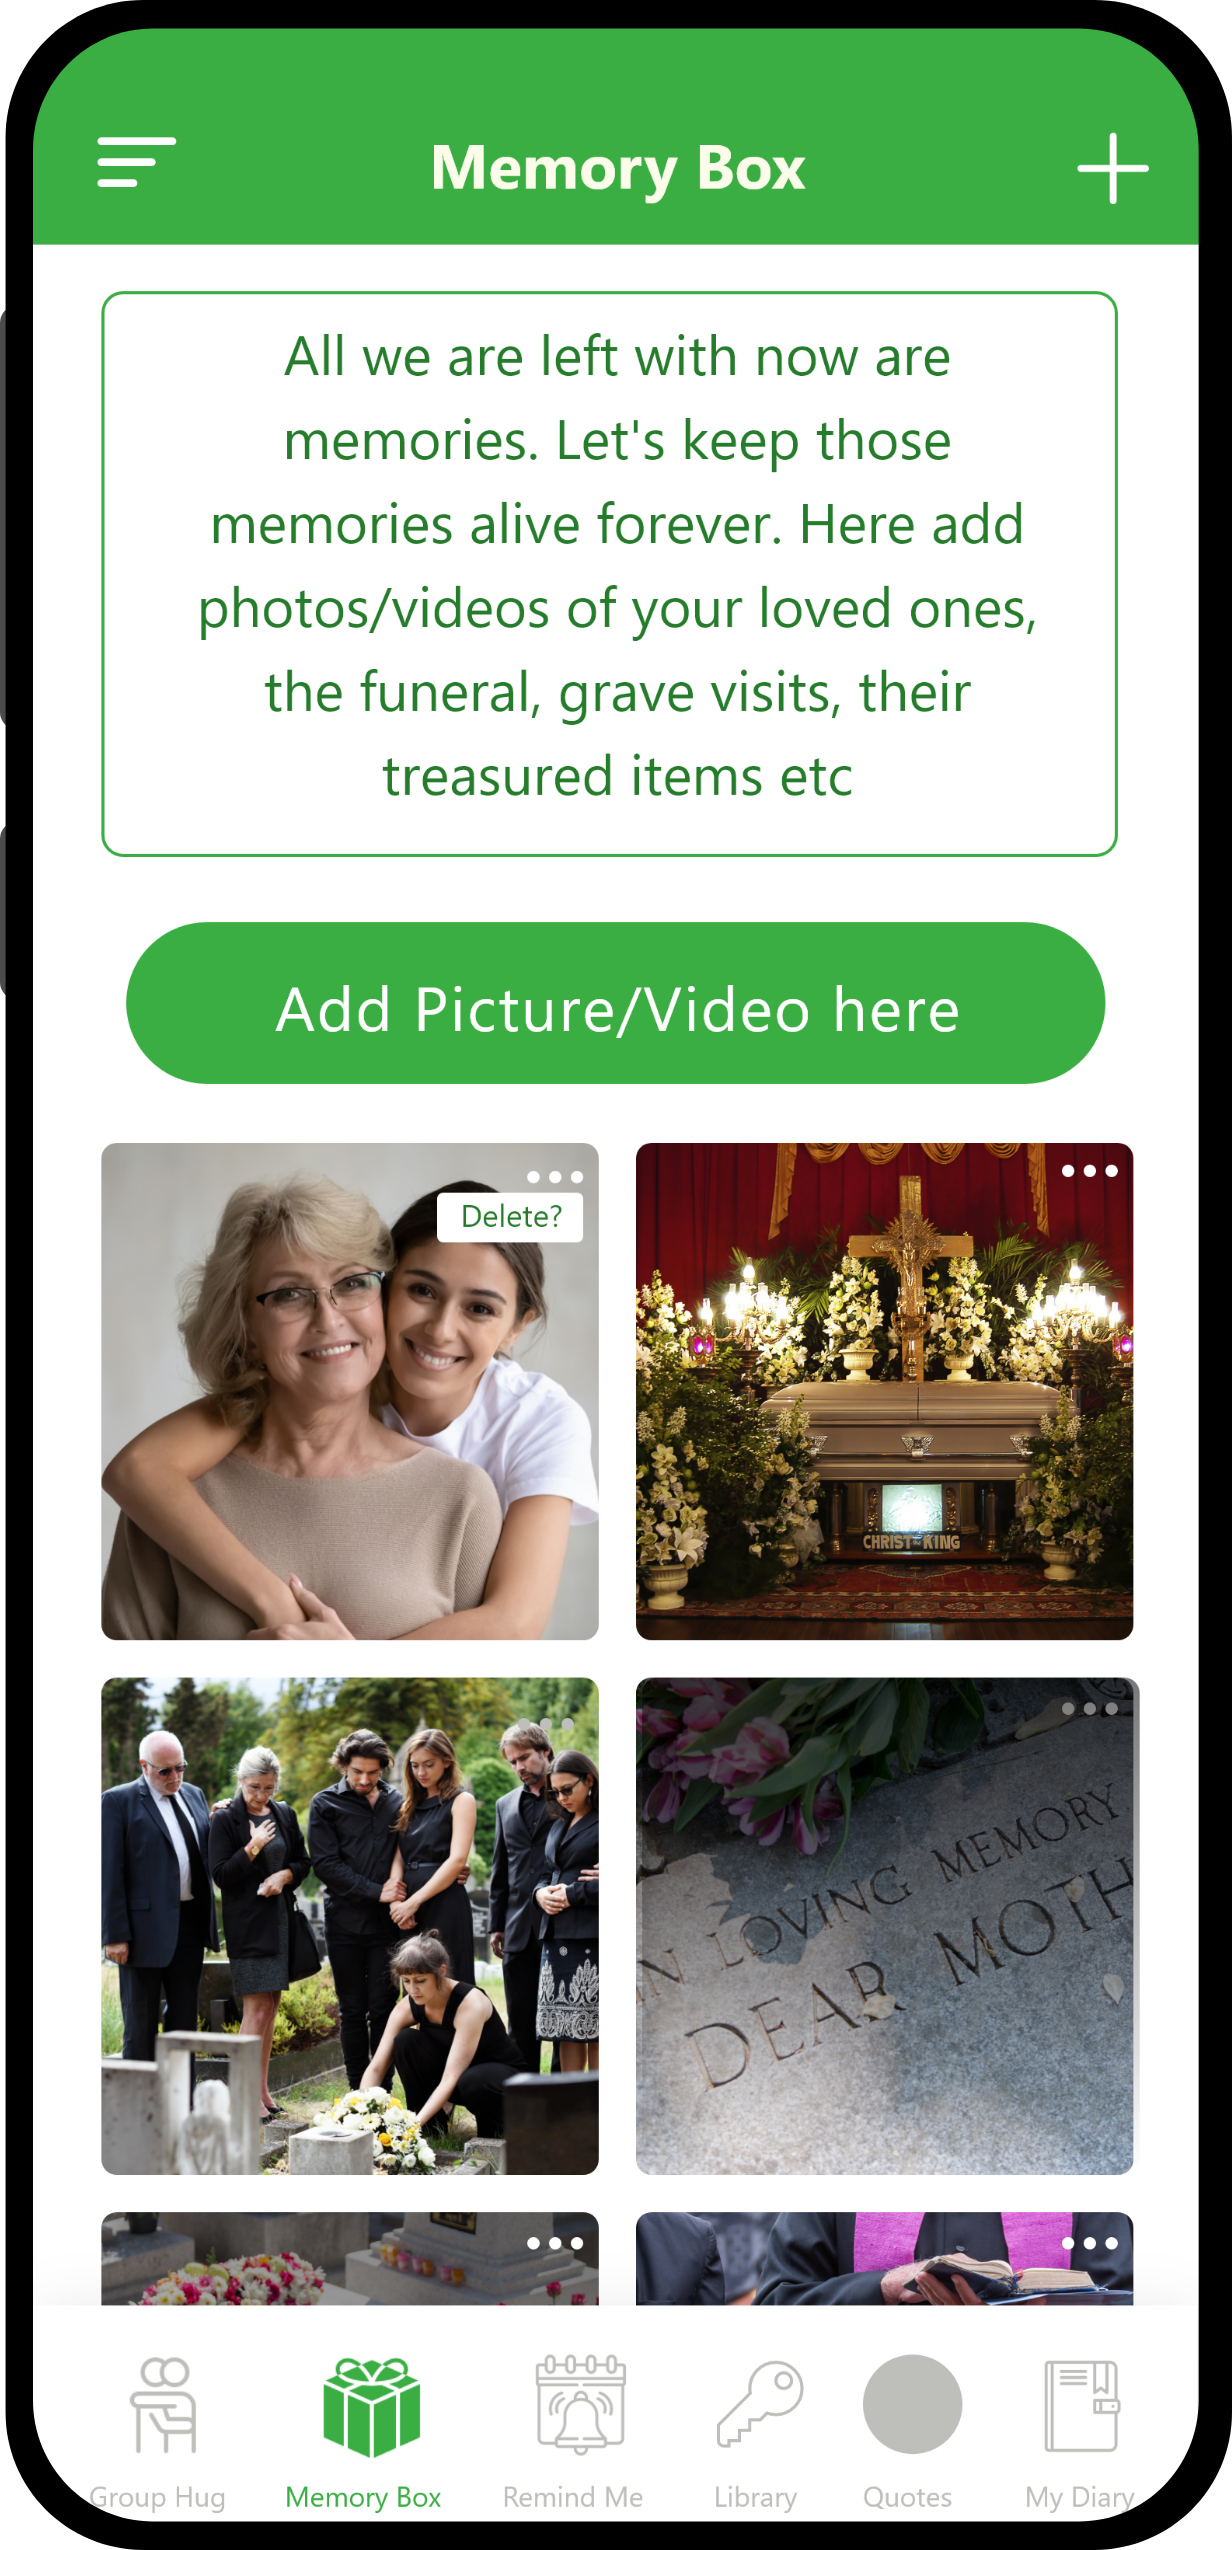 Memory Box
All we are left with now are
memories. Let's keep those
memories alive forever. Here add
photos/videos of your loved ones,
the funeral, grave visits, their
treasured items etc
Add Picture/Video here
Delete?
CHRIST KING
IN LOVING MEMORY
DEAR MOTH
Group Hug
Memory Box
Remind Me
Library
Quotes
My Diary